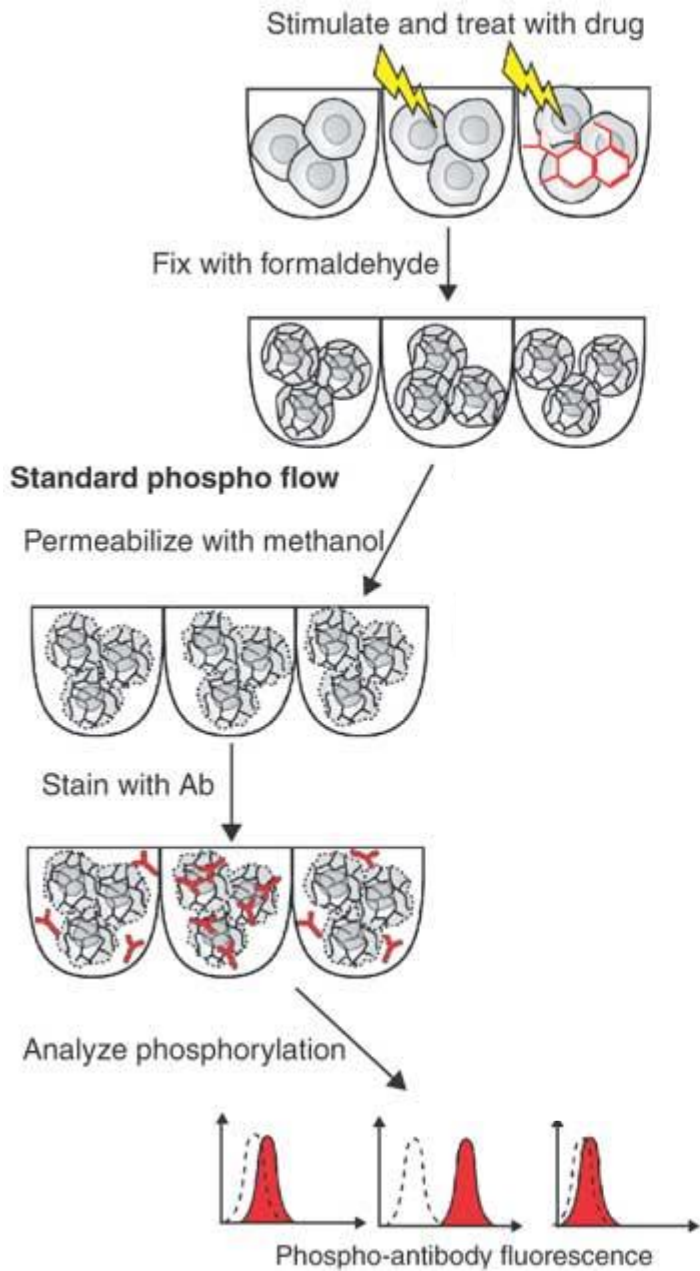 Stimulate and treat with drug
Fix with formaldehyde
Standard phospho flow
Permeabilize with methanol
Stain with Ab
Analyze phosphorylation
Phospho-antibody fluorescence